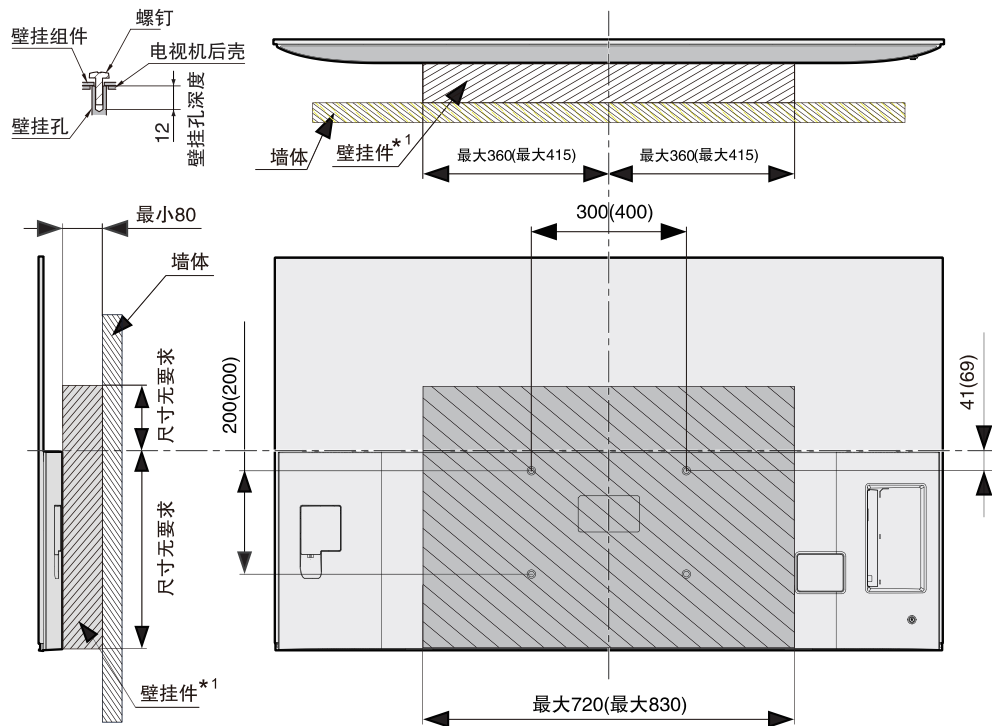 螺钉
壁挂组件
电视机后壳
壁挂孔
12
壁挂孔深度
墙体
壁挂件*1
最大360(最大415)
最大360(最大415)
最小80
墙体
尺寸无要求
尺寸无要求
壁挂件*1
300(400)
200(200)
41(69)
最大720(最大830)